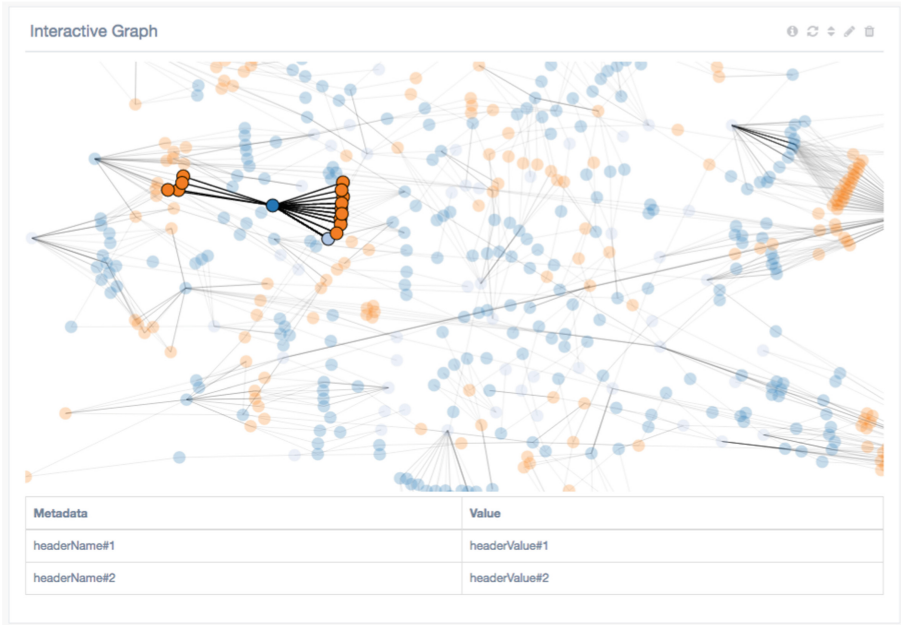 Interactive Graph
Metadata Value
headerName#1 headerValue#1
headerName#2 headerValue#2